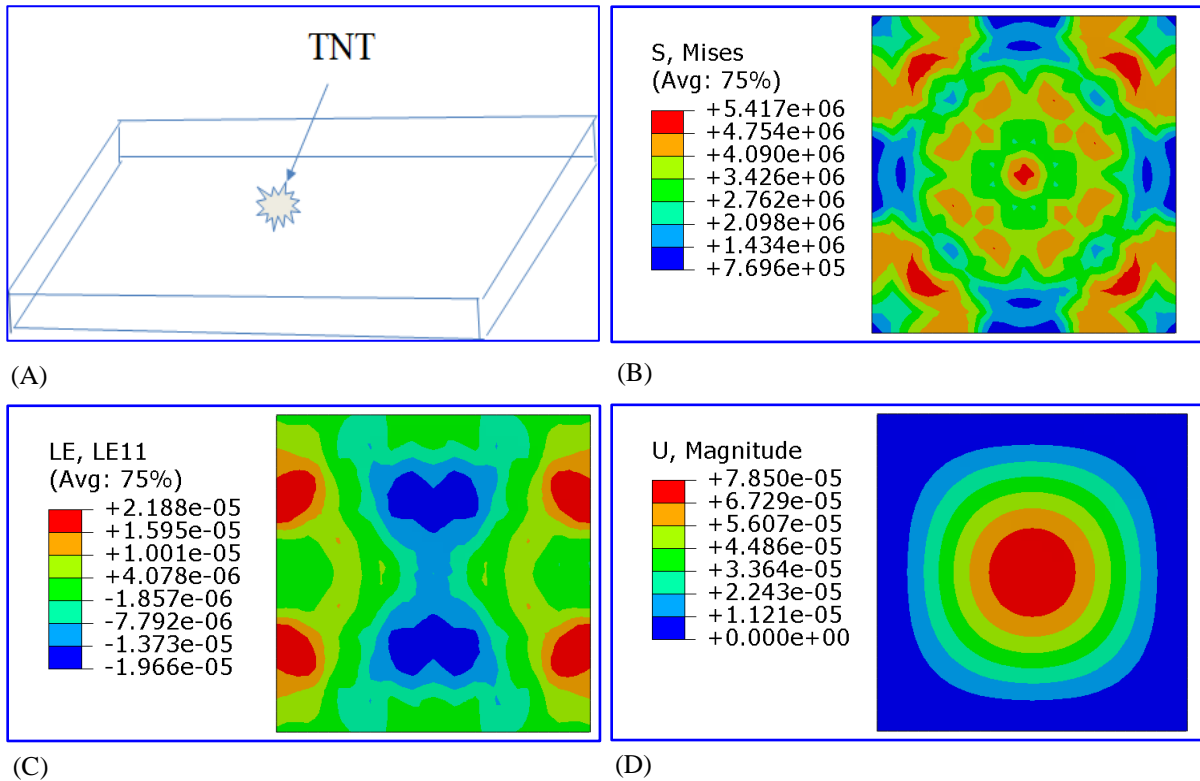 TNT
(A)
S, Mises
(Avg: 75%)
+5.417e+06
+4.754e+06
+4.090e+06
+3.426e+06
+2.762e+06
+2.098e+06
+1.434e+06
+7.696e+05
(B)
LE, LE11
(Avg: 75%)
+2.188e-05
+1.595e-05
+1.001e-05
+4.078e-06
-1.857e-06
-7.792e-06
-1.373e-05
-1.966e-05
(C)
U, Magnitude
+7.850e-05
+6.729e-05
+5.607e-05
+4.486e-05
+3.364e-05
+2.243e-05
+1.121e-05
+0.000e+00
(D)